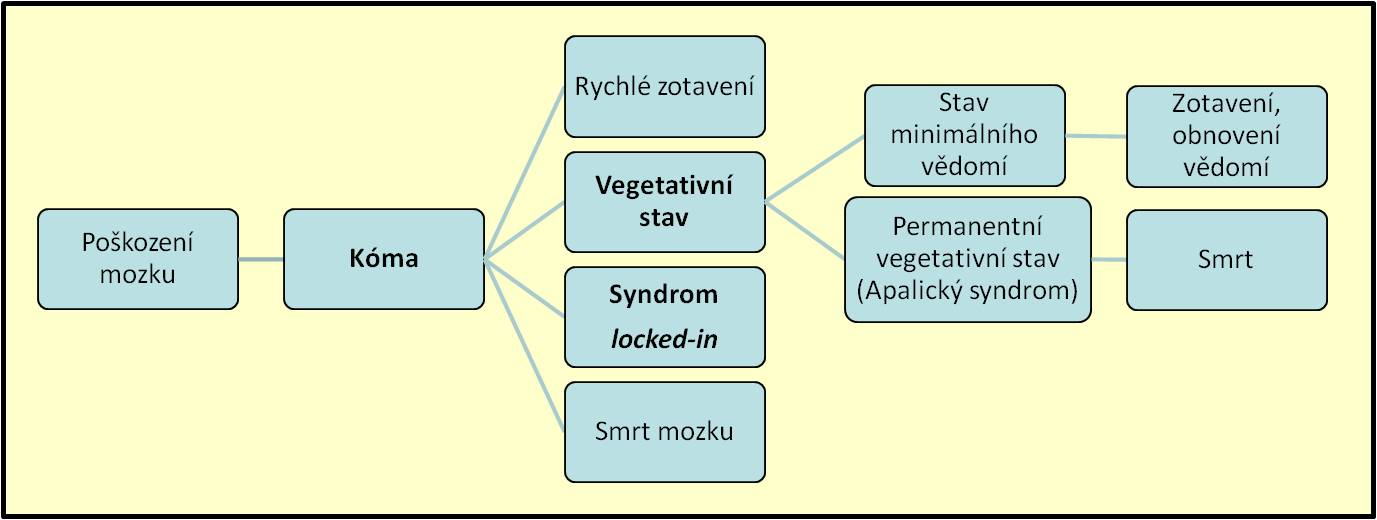 Poškození
mozku
Kóma
Rychlé zotavení
Vegetativní
stav
Syndrom
locked-in
Smrt mozku
Stav
minimálního
vědomí
Permanentní
vegetativní stav
(Apalický syndrom)
Zotavení,
obnovení
vědomí
Smrt